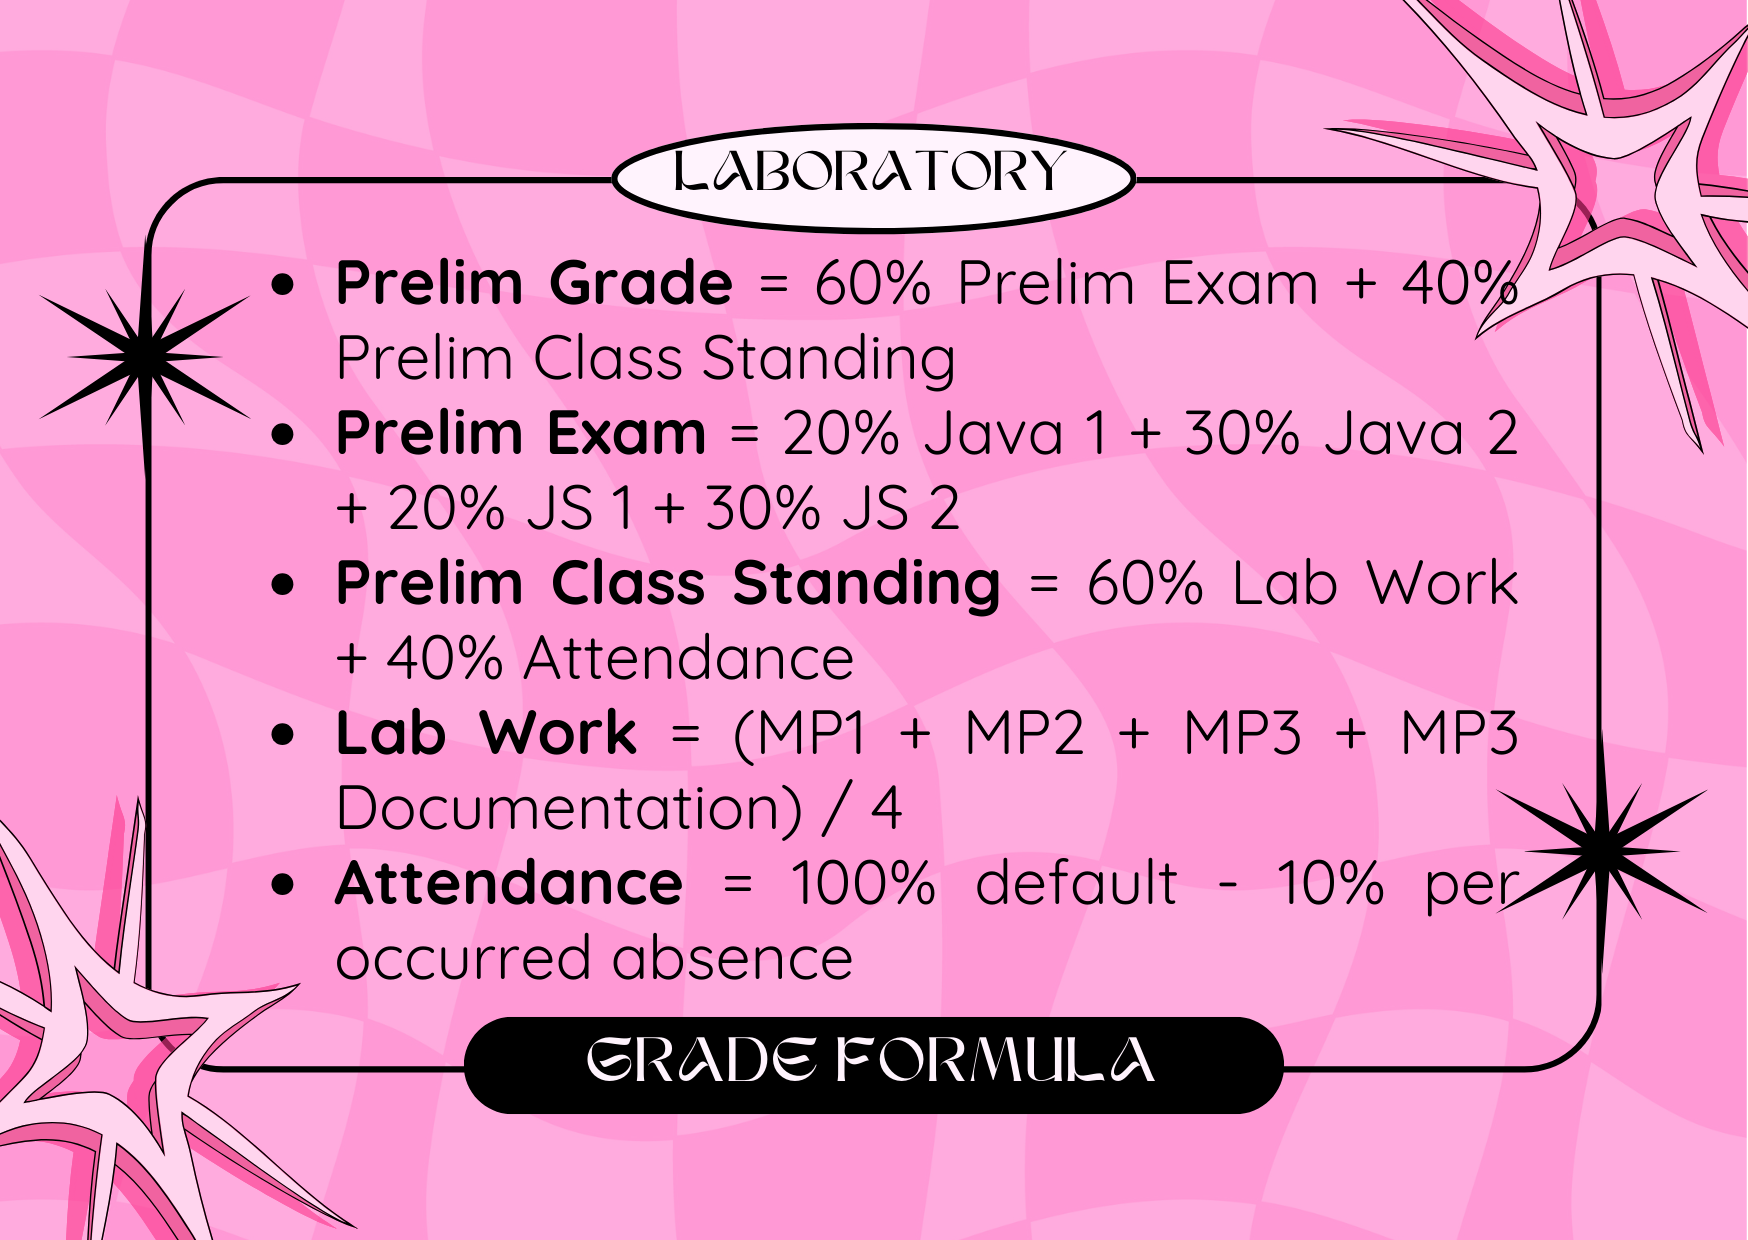 LABORATORY
• Prelim Grade = 60% Prelim Exam + 40%
Prelim Class Standing
• Prelim Exam = 20% Java 1 + 30% Java 2
+ 20% JS 1 + 30% JS 2
• Prelim Class Standing = 60% Lab Work
+ 40% Attendance
• Lab Work = (MP1 + MP2 + MP3 + MP3
Documentation) / 4
• Attendance = 100% default - 10% per
occurred absence
GRADE FORMULA